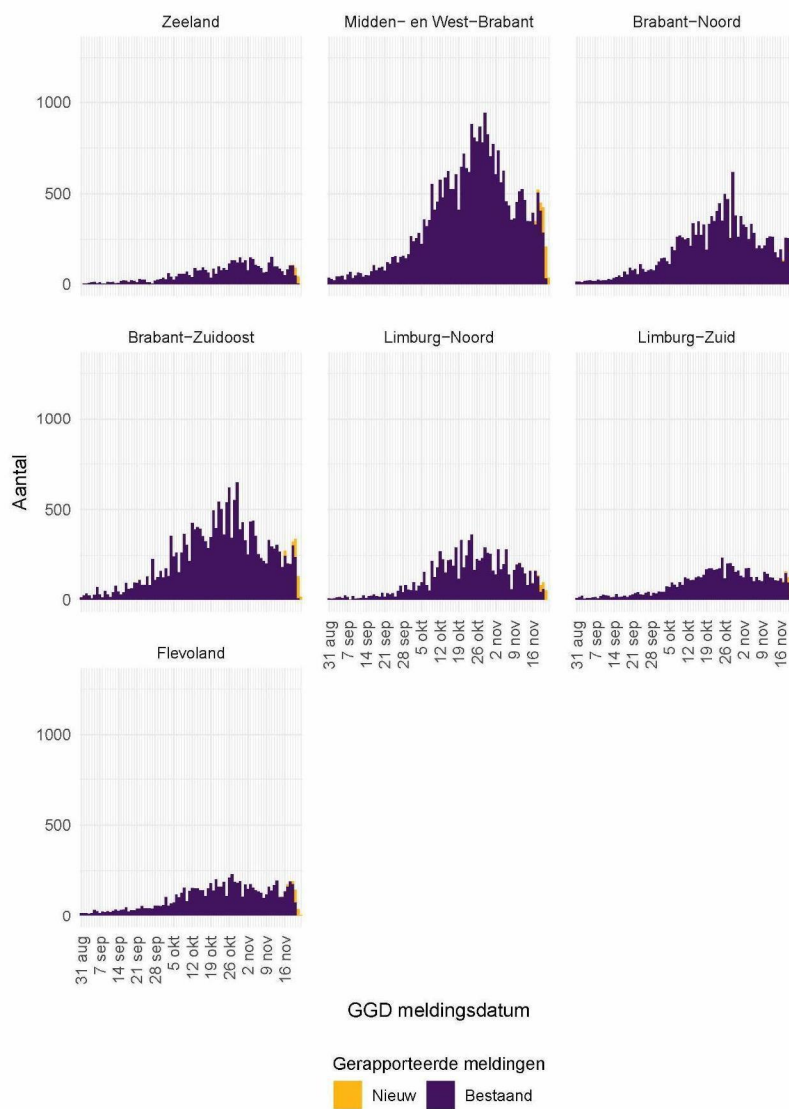 Zeeland
Midden- en West-Brabant
Brabant-Noord
1000
500
0
Brabant-Zuidoost
Limburg-Noord
Limburg-Zuid
Aantal
1000
500
0
31 aug
7 sep
14 sep
21 sep
28 sep
5 okt
12 okt
19 okt
26 okt
2 nov
9 nov
16 nov
31 aug
7 sep
14 sep
21 sep
28 sep
5 okt
12 okt
19 okt
26 okt
2 nov
9 nov
16 nov
Flevoland
1000
500
0
31 aug
7 sep
14 sep
21 sep
28 sep
5 okt
12 okt
19 okt
26 okt
2 nov
9 nov
16 nov
GGD meldingsdatum
Gerapporteerde meldingen
Nieuw
Bestaand